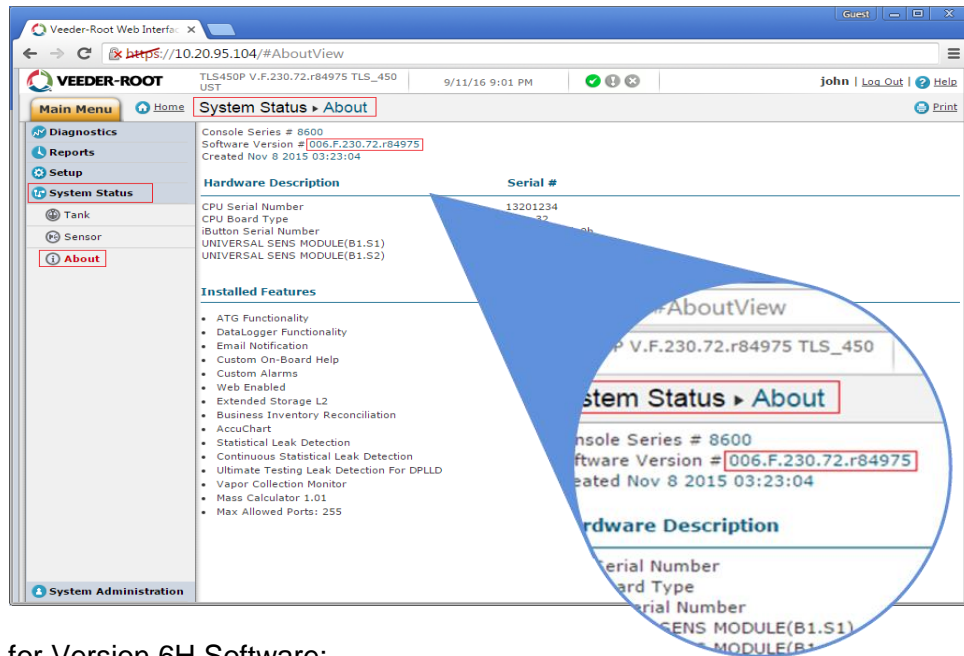 Guest
Veeder-Root Web Interfac
https://10.20.95.104/#AboutView
VEEDER-ROOT
TLS450P V.F.230.72.r84975 TLS_450 UST
9/11/16 9:01 PM
john | Log Out | Help
Main Menu
Home
System Status ▸ About
Print
Diagnostics
Reports
Setup
System Status
Tank
Sensor
About
System Administration
Console Series # 8600
Software Version # 006.F.230.72.r84975
Created Nov 8 2015 03:23:04
Hardware Description Serial #
CPU Serial Number 13201234
CPU Board Type 32
iButton Serial Number
UNIVERSAL SENS MODULE(B1.S1)
UNIVERSAL SENS MODULE(B1.S2)
Installed Features
• ATG Functionality
• DataLogger Functionality
• Email Notification
• Custom On-Board Help
• Custom Alarms
• Web Enabled
• Extended Storage L2
• Business Inventory Reconciliation
• AccuChart
• Statistical Leak Detection
• Continuous Statistical Leak Detection
• Ultimate Testing Leak Detection For DPLLD
• Vapor Collection Monitor
• Mass Calculator 1.01
• Max Allowed Ports: 255
#AboutView
P V.F.230.72.r84975 TLS_450
stem Status ▸ About
nsole Series # 8600
ftware Version # 006.F.230.72.r84975
eated Nov 8 2015 03:23:04
rdware Description
Serial Number
ard Type
rial Number
SENS MODULE(B1.S1)
MODULE(B1
for Version 6H Software: